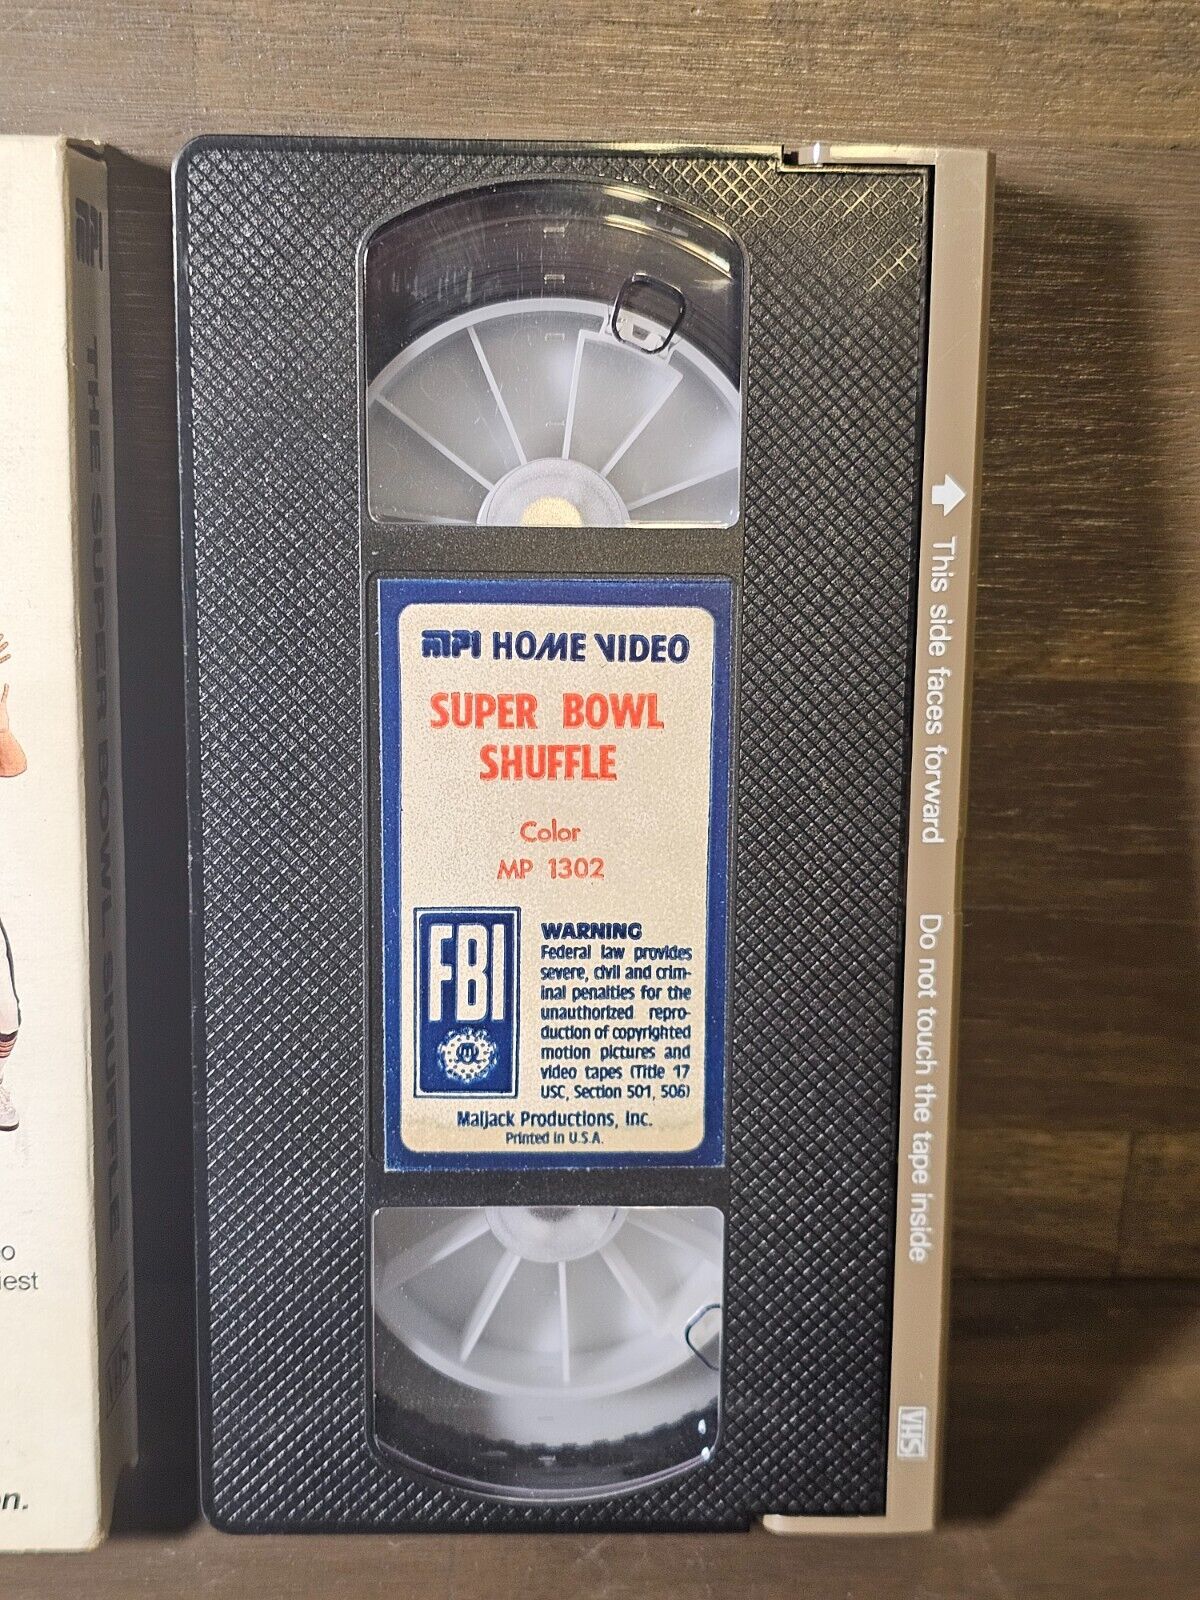 MPI HOME VIDEO
SUPER BOWL
SHUFFLE
Color
MP 1302
FBI
WARNING
Federal law provides
severe, civil and crim-
inal penalties for the
unauthorized repro-
duction of copyrighted
motion pictures and
video tapes (Title 17
USC, Section 501, 506)
Maljack Productions, Inc.
Printed in U.S.A.
This side faces forward
Do not touch the tape inside
VHS
THE SUPER BOWL SHUFFLE